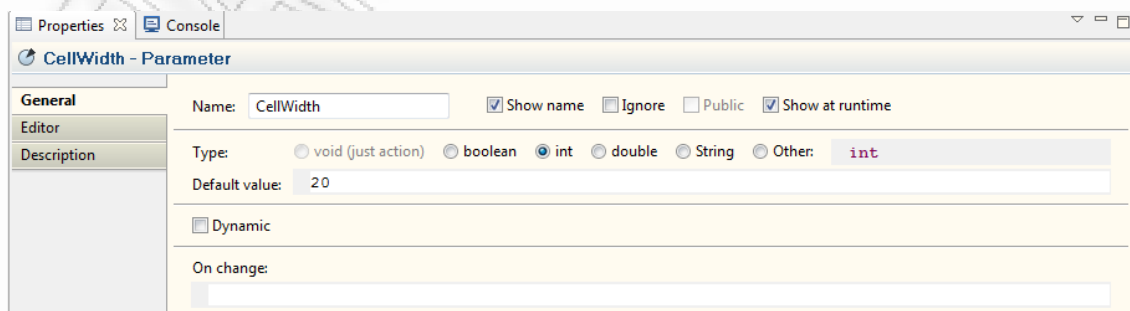 Properties Console
CellWidth - Parameter
General
Name: CellWidth Show name Ignore Public Show at runtime
Editor
Description
Type: void (just action) boolean int double String Other: int
Default value: 20
Dynamic
On change: